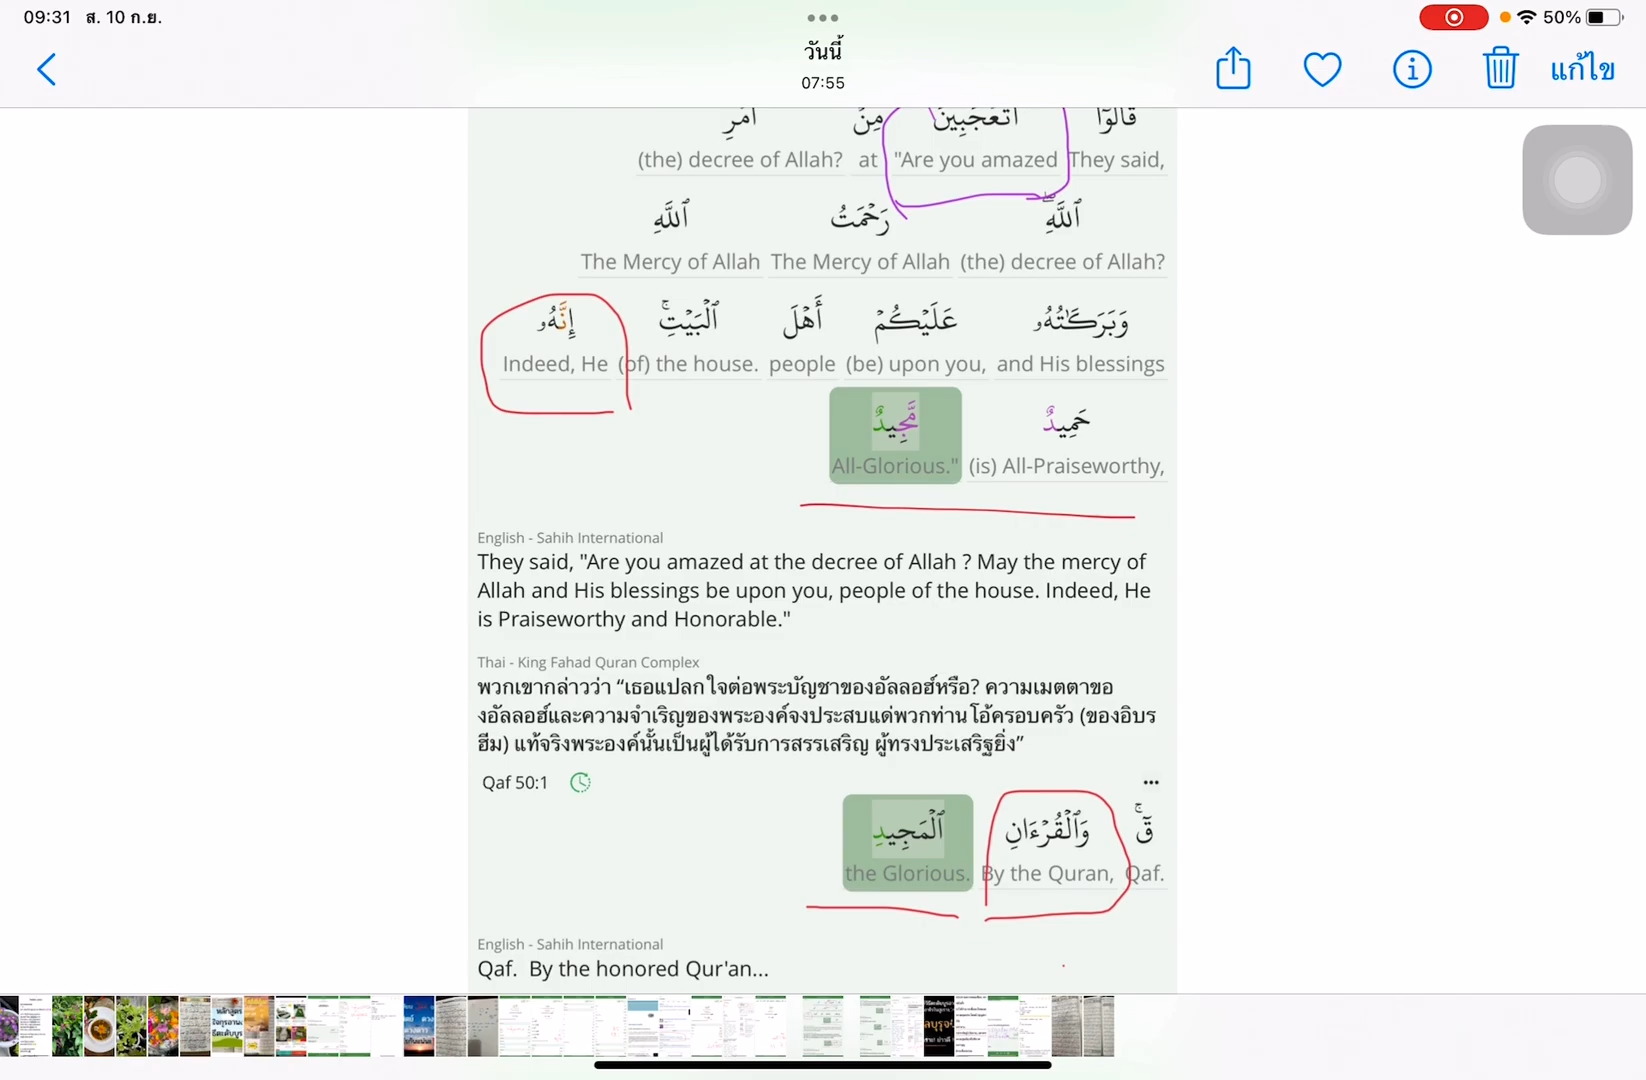 09:31 ส. 10 ก.ย.
50%
วันนี้
07:55
แก้ไข
قَالُوٓا۟ أَتَعْجَبِينَ مِنْ أَمْرِ
They said, "Are you amazed at (the) decree of Allah?
ٱللَّهِ ۖ رَحْمَتُ ٱللَّهِ
(the) decree of Allah? The Mercy of Allah The Mercy of Allah
وَبَرَكَـٰتُهُۥ عَلَيْكُمْ أَهْلَ ٱلْبَيْتِ ۚ إِنَّهُۥ
and His blessings (be) upon you, people (of) the house. Indeed, He
حَمِيدٌ مَّجِيدٌ
(is) All-Praiseworthy, All-Glorious."
English - Sahih International
They said, "Are you amazed at the decree of Allah ? May the mercy of
Allah and His blessings be upon you, people of the house. Indeed, He
is Praiseworthy and Honorable."
Thai - King Fahad Quran Complex
พวกเขากล่าวว่า “เธอแปลกใจต่อพระบัญชาของอัลลอฮ์หรือ? ความเมตตาขอ
งอัลลอฮ์และความจำเริญของพระองค์จงประสบแด่พวกท่าน โอ้ครอบครัว (ของอิบร
ฮีม) แท้จริงพระองค์นั้นเป็นผู้ได้รับการสรรเสริญ ผู้ทรงประเสริฐยิ่ง”
Qaf 50:1
قٓ ۚ وَٱلْقُرْءَانِ ٱلْمَجِيدِ
Qaf. By the Quran, the Glorious.
English - Sahih International
Qaf. By the honored Qur'an...